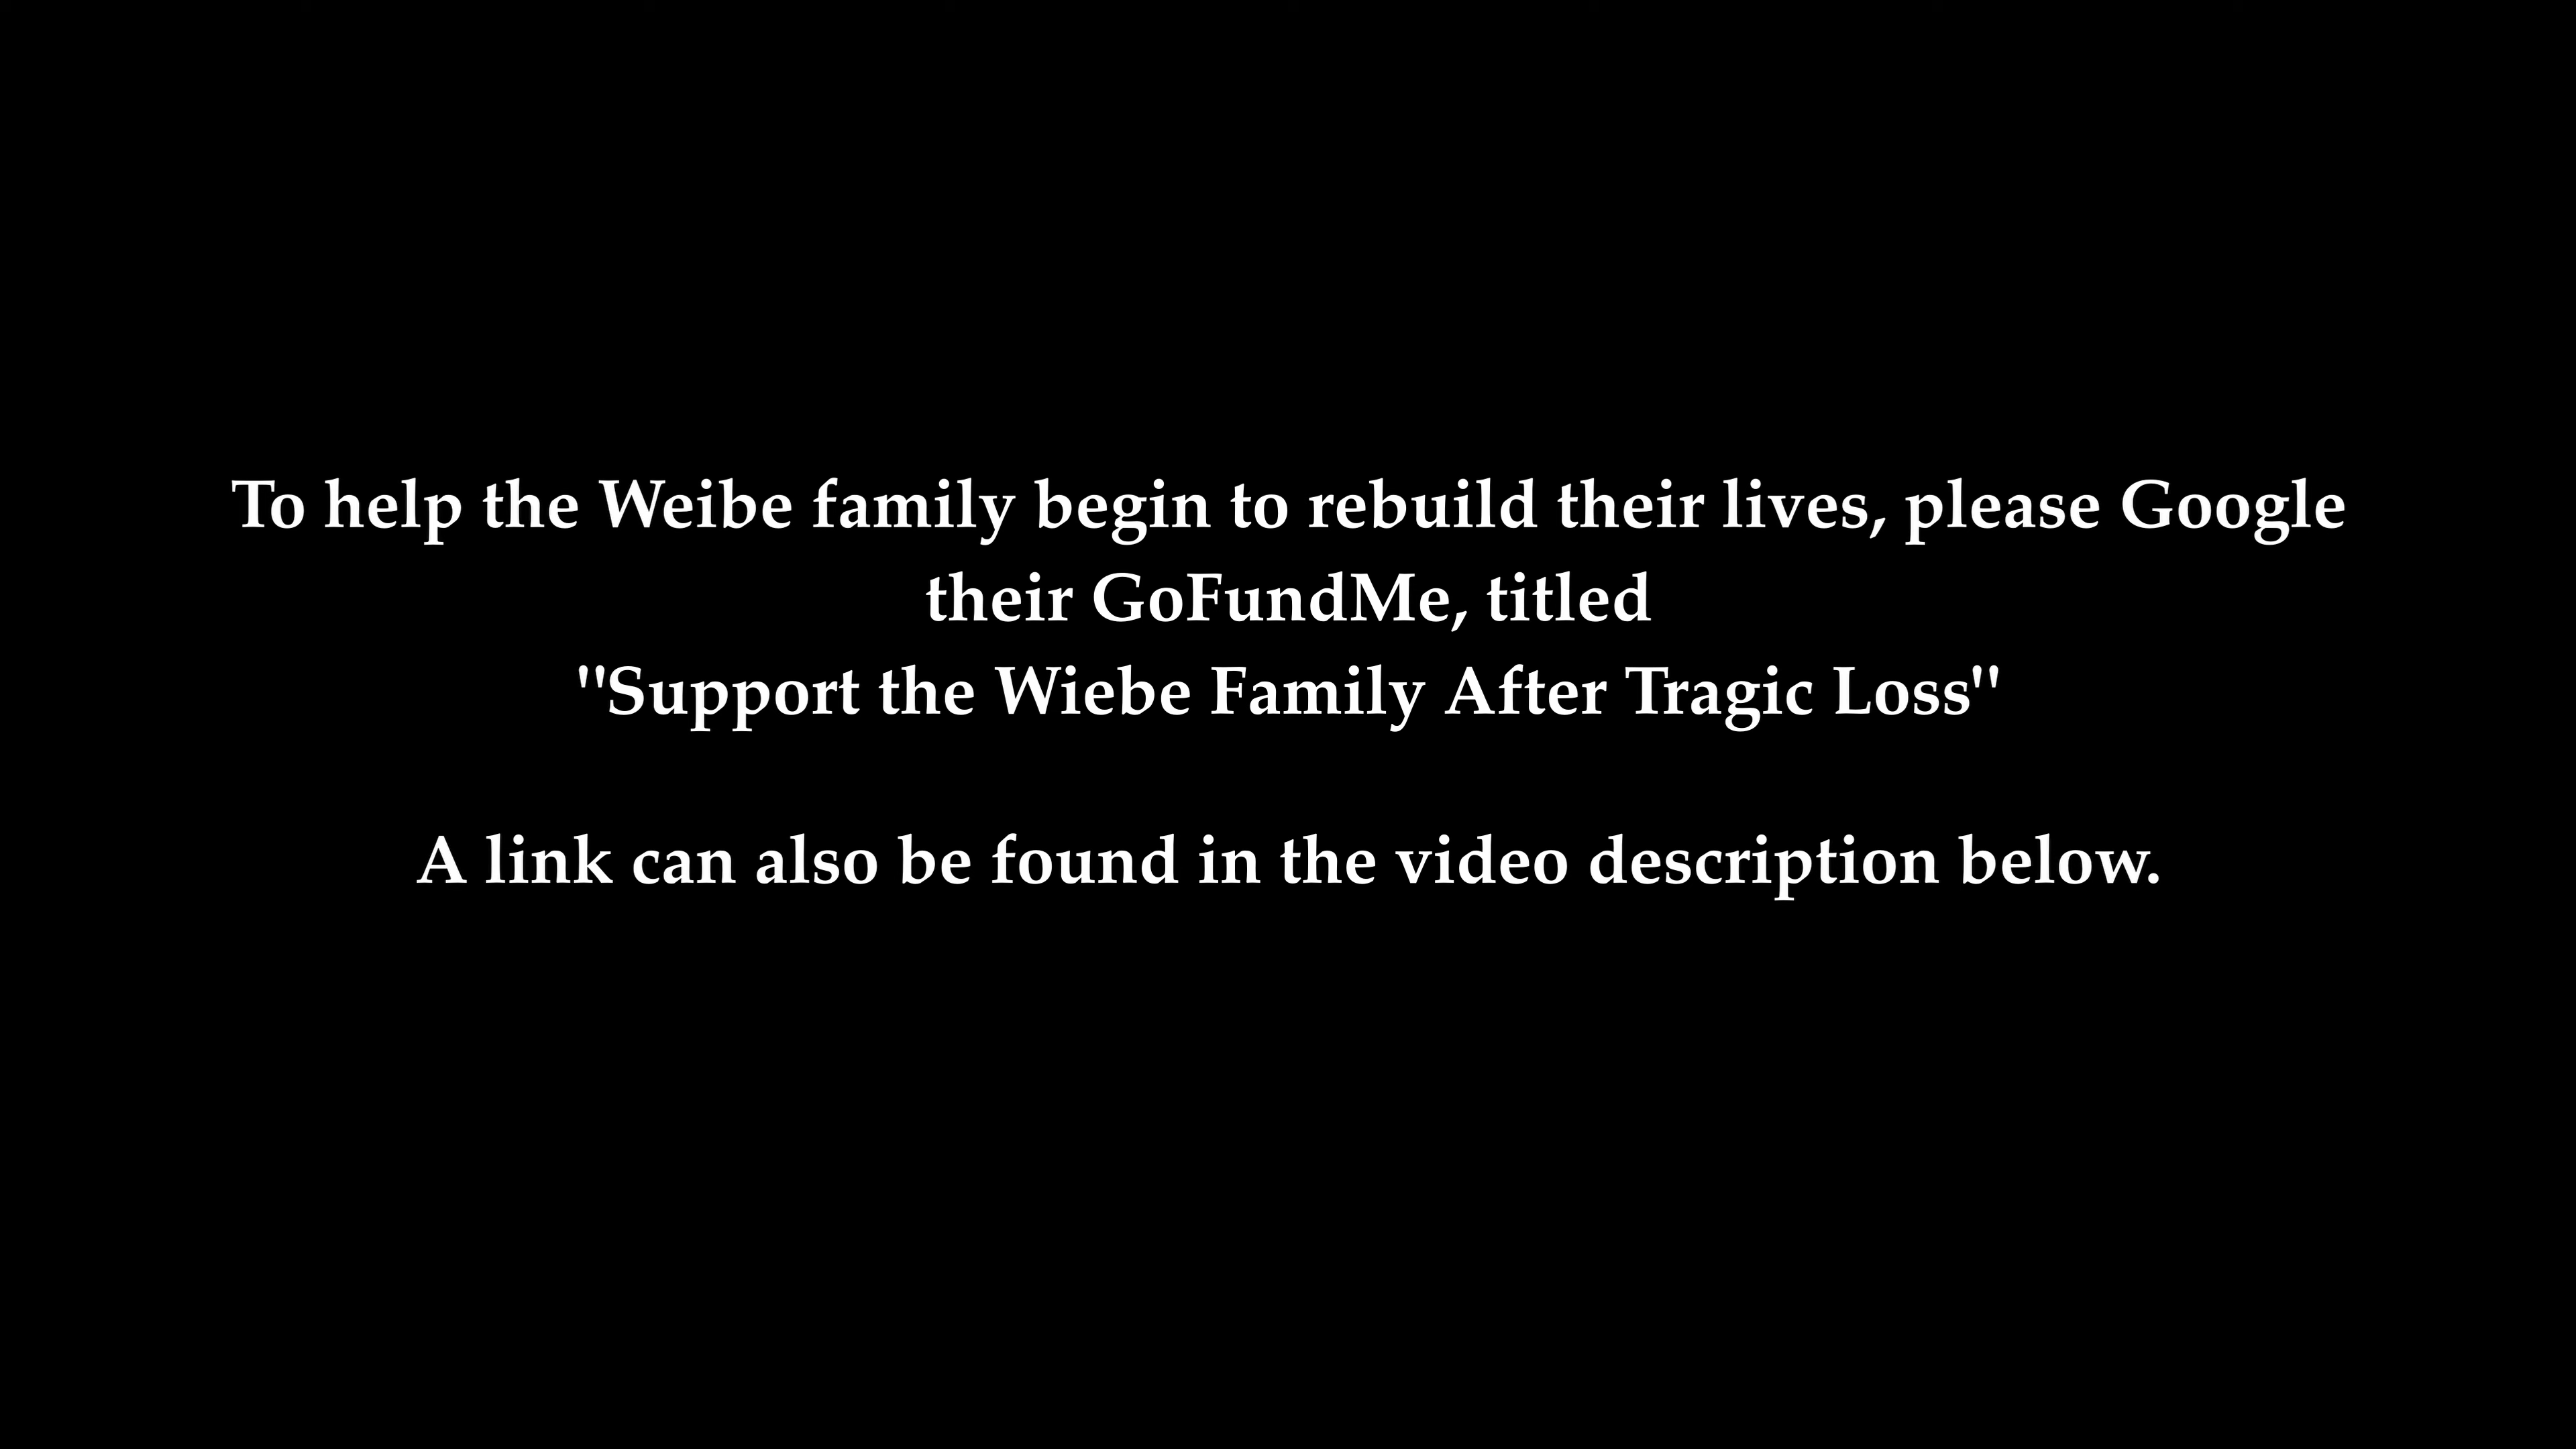 To help the Weibe family begin to rebuild their lives, please Google
their GoFundMe, titled
"Support the Wiebe Family After Tragic Loss"
A link can also be found in the video description below.